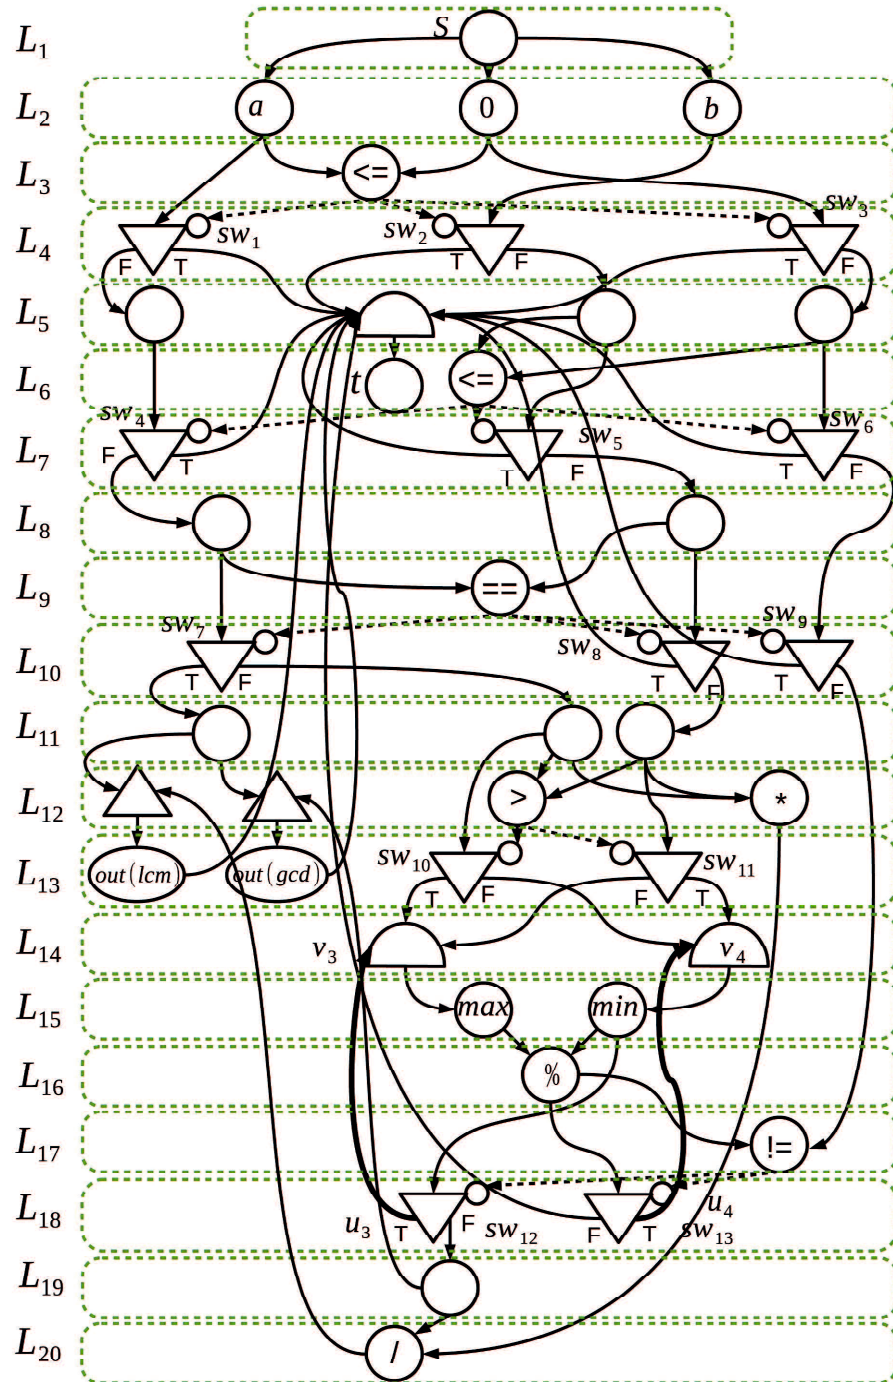 L1 S
L2 a 0 b
L3 <=
sw3
L4 F T sw1 sw2 T F T F
L5
L6 t <=
sw4 sw5 sw6
L7 F T T F T F
L8
L9 ==
sw7 sw8 sw9
L10 T F T F T F
L11
L12 > *
sw10 sw11
L13 out(lcm) out(gcd) T F F T
L14 v3 v4
L15 max min
L16 %
L17 !=
L18 u3 T F sw12 F T sw13 u4
L19
L20 /